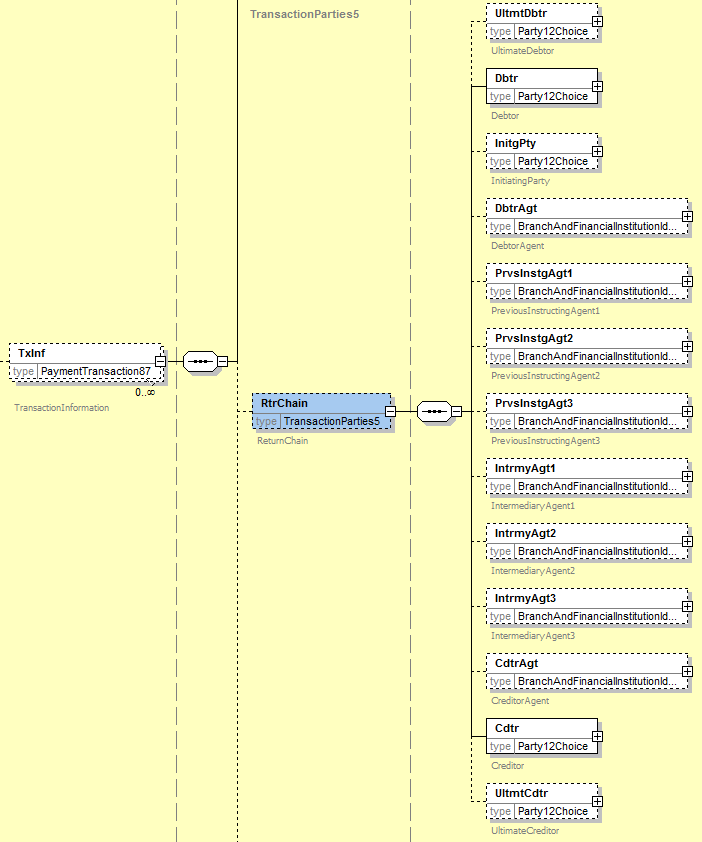 TransactionParties5
UltmtDbtr
type Party12Choice
UltimateDebtor
Dbtr
type Party12Choice
Debtor
InitgPty
type Party12Choice
InitiatingParty
DbtrAgt
type BranchAndFinancialInstitutionId...
DebtorAgent
PrvsInstgAgt1
type BranchAndFinancialInstitutionId...
PreviousInstructingAgent1
PrvsInstgAgt2
type BranchAndFinancialInstitutionId...
PreviousInstructingAgent2
TxInf
type PaymentTransaction87
0..∞
TransactionInformation
RtrChain
type TransactionParties5
ReturnChain
PrvsInstgAgt3
type BranchAndFinancialInstitutionId...
PreviousInstructingAgent3
IntrmyAgt1
type BranchAndFinancialInstitutionId...
IntermediaryAgent1
IntrmyAgt2
type BranchAndFinancialInstitutionId...
IntermediaryAgent2
IntrmyAgt3
type BranchAndFinancialInstitutionId...
IntermediaryAgent3
CdtrAgt
type BranchAndFinancialInstitutionId...
CreditorAgent
Cdtr
type Party12Choice
Creditor
UltmtCdtr
type Party12Choice
UltimateCreditor